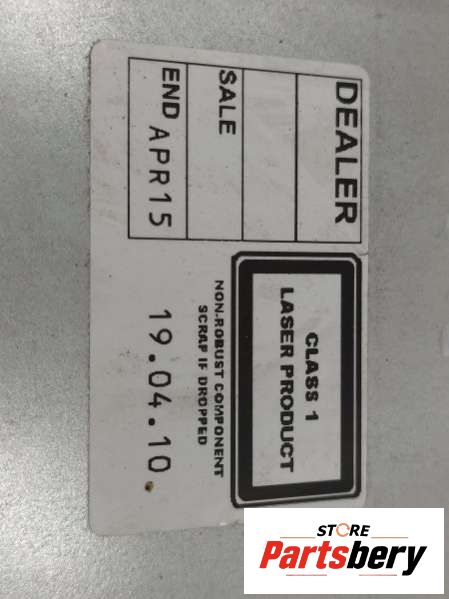 DEALER
SALE
END APR15
CLASS 1
LASER PRODUCT
NON-ROBUST COMPONENT
SCRAP IF DROPPED
19.04.10.
STORE
Partsbery